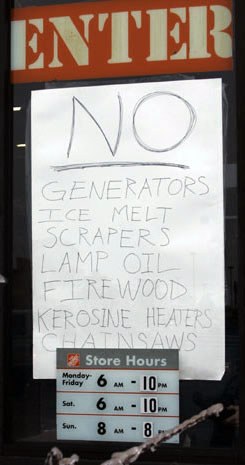 ENTER
NO
GENERATORS
ICE MELT
SCRAPERS
LAMP OIL
FIREWOOD
KEROSINE HEATERS
CHAINSAWS
Store Hours
Monday-
Friday 6 AM - 10 PM
Sat. 6 AM - 10 PM
Sun. 8 AM - 8 PM